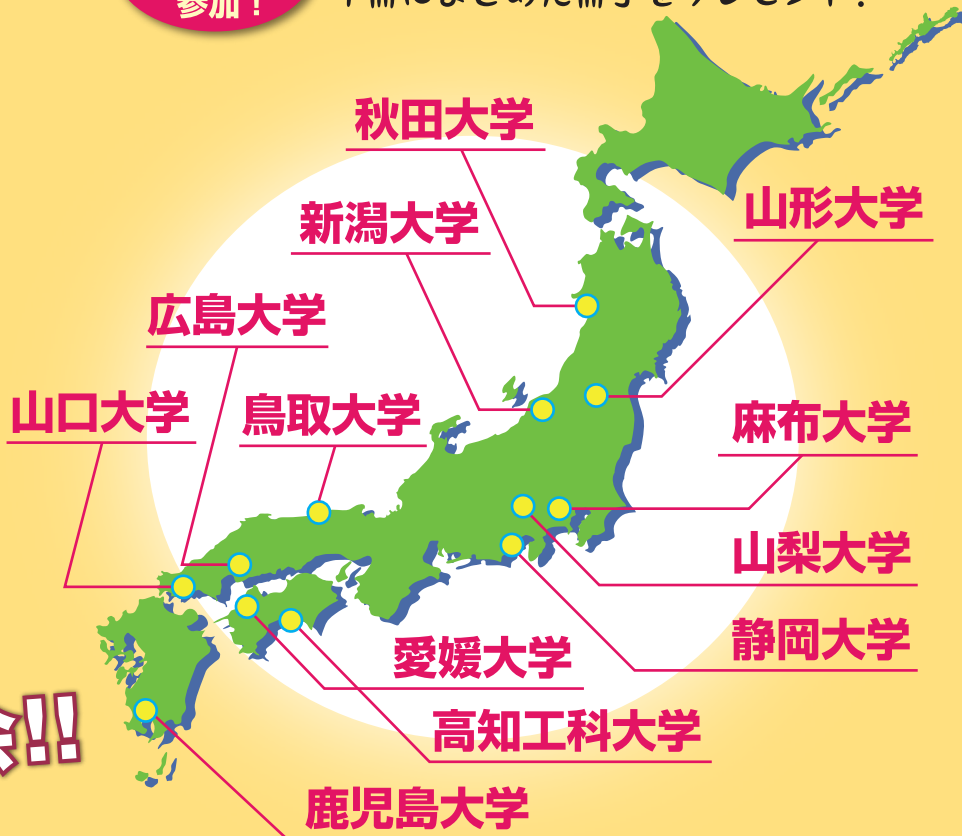 参加!
秋田大学
山形大学
新潟大学
広島大学
山口大学
鳥取大学
麻布大学
山梨大学
静岡大学
愛媛大学
高知工科大学
鹿児島大学
!!